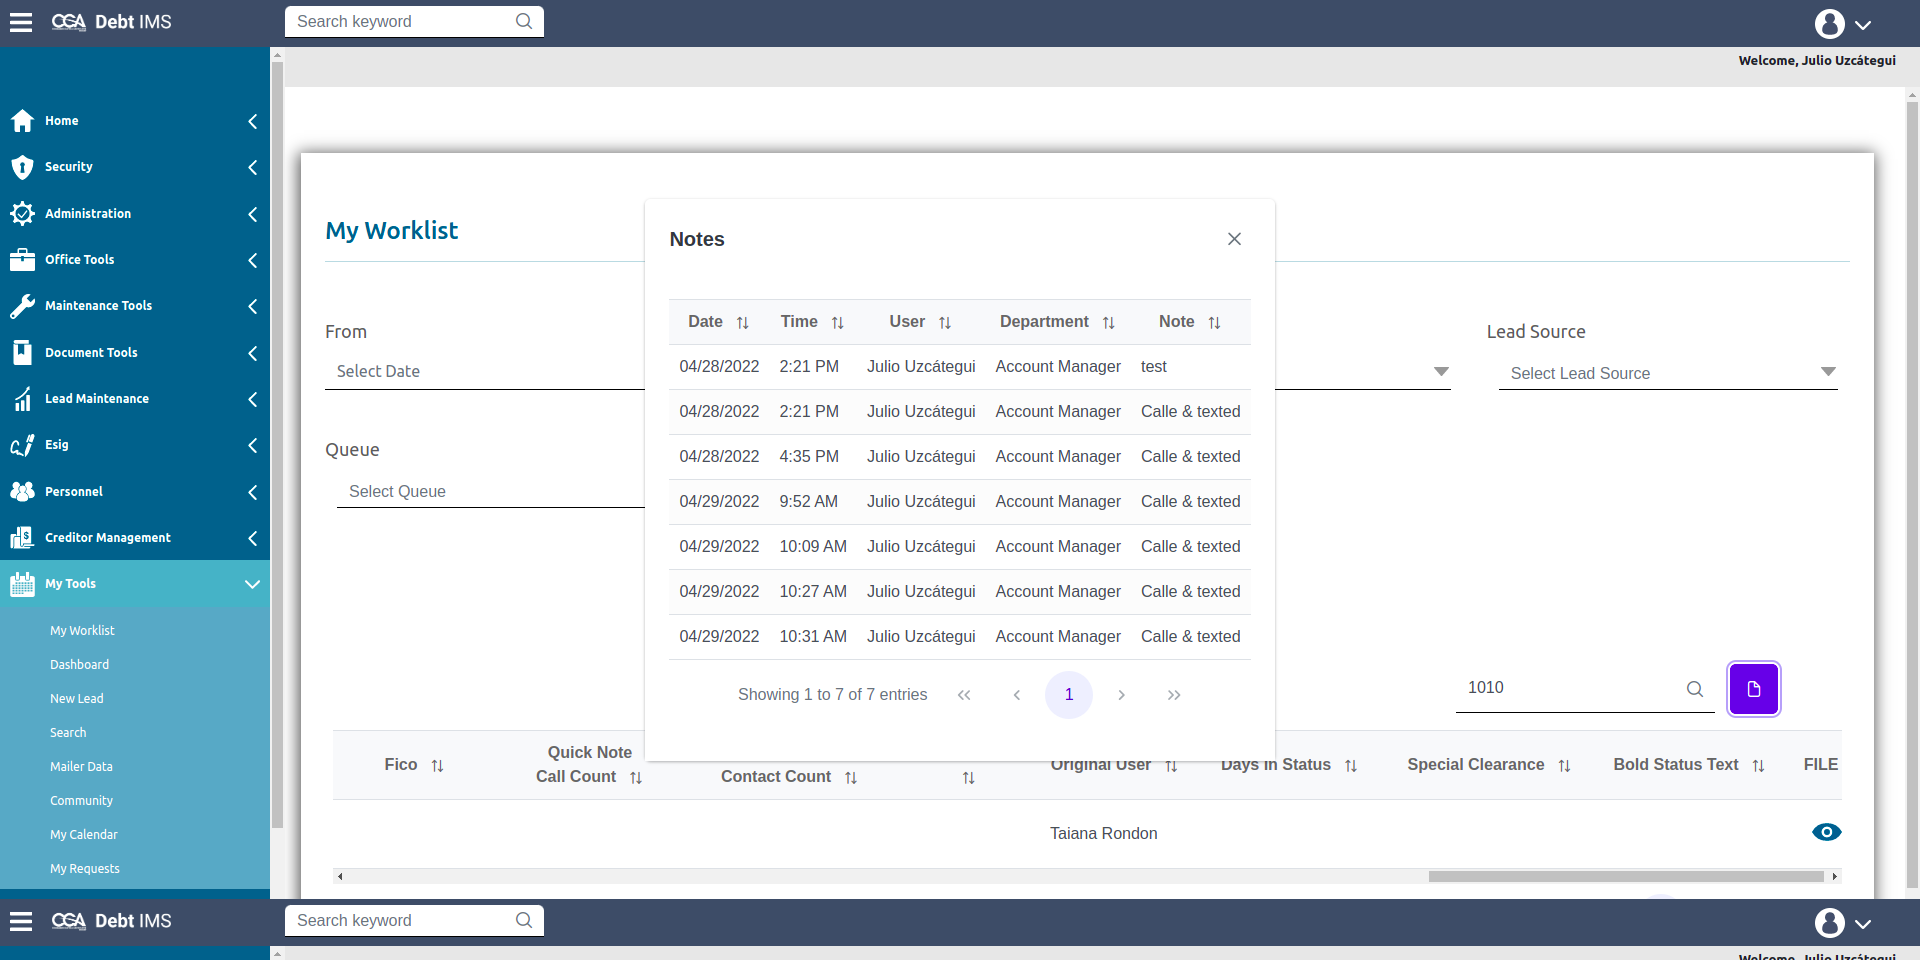 CGA Debt IMS
Search keyword
Welcome, Julio Uzcátegui
Home
Security
Administration
Office Tools
Maintenance Tools
Document Tools
Lead Maintenance
Esig
Personnel
Creditor Management
My Tools
My Worklist
Dashboard
New Lead
Search
Mailer Data
Community
My Calendar
My Requests
My Worklist
From
Select Date
Lead Source
Select Lead Source
Queue
Select Queue
Notes
Date Time User Department Note
04/28/2022 2:21 PM Julio Uzcátegui Account Manager test
04/28/2022 2:21 PM Julio Uzcátegui Account Manager Calle & texted
04/28/2022 4:35 PM Julio Uzcátegui Account Manager Calle & texted
04/29/2022 9:52 AM Julio Uzcátegui Account Manager Calle & texted
04/29/2022 10:09 AM Julio Uzcátegui Account Manager Calle & texted
04/29/2022 10:27 AM Julio Uzcátegui Account Manager Calle & texted
04/29/2022 10:31 AM Julio Uzcátegui Account Manager Calle & texted
Showing 1 to 7 of 7 entries « ‹ 1 › »
1010
Fico Quick Note Call Count Contact Count Original User Days In Status Special Clearance Bold Status Text FILE
Taiana Rondon
CGA Debt IMS
Search keyword
Welcome, Julio Uzcátegui